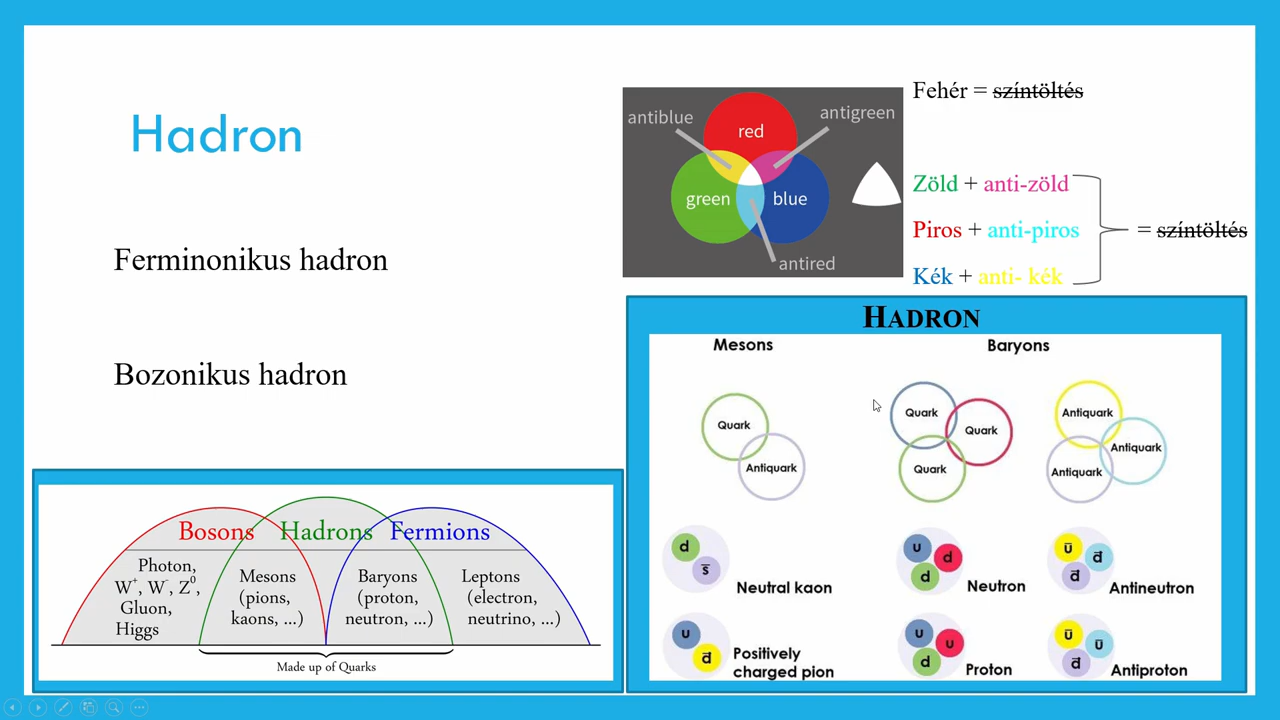 Hadron
Ferminonikus hadron
Bozonikus hadron
antiblue
antigreen
red
green
blue
antired
Fehér = színtöltés
Zöld + anti-zöld
Piros + anti-piros
Kék + anti- kék
= színtöltés
HADRON
Mesons
Baryons
Quark
Antiquark
Quark
Quark
Quark
Antiquark
Antiquark
Antiquark
d
s̅
Neutral kaon
u
d
d
Neutron
u̅
d̅
d̅
Antineutron
u
d̅
Positively
charged pion
u
u
d
Proton
u̅
u̅
d̅
Antiproton
Bosons
Hadrons
Fermions
Photon,
W⁺, W⁻, Z⁰,
Gluon,
Higgs
Mesons
(pions,
kaons, ...)
Baryons
(proton,
neutron, ...)
Leptons
(electron,
neutrino, ...)
Made up of Quarks